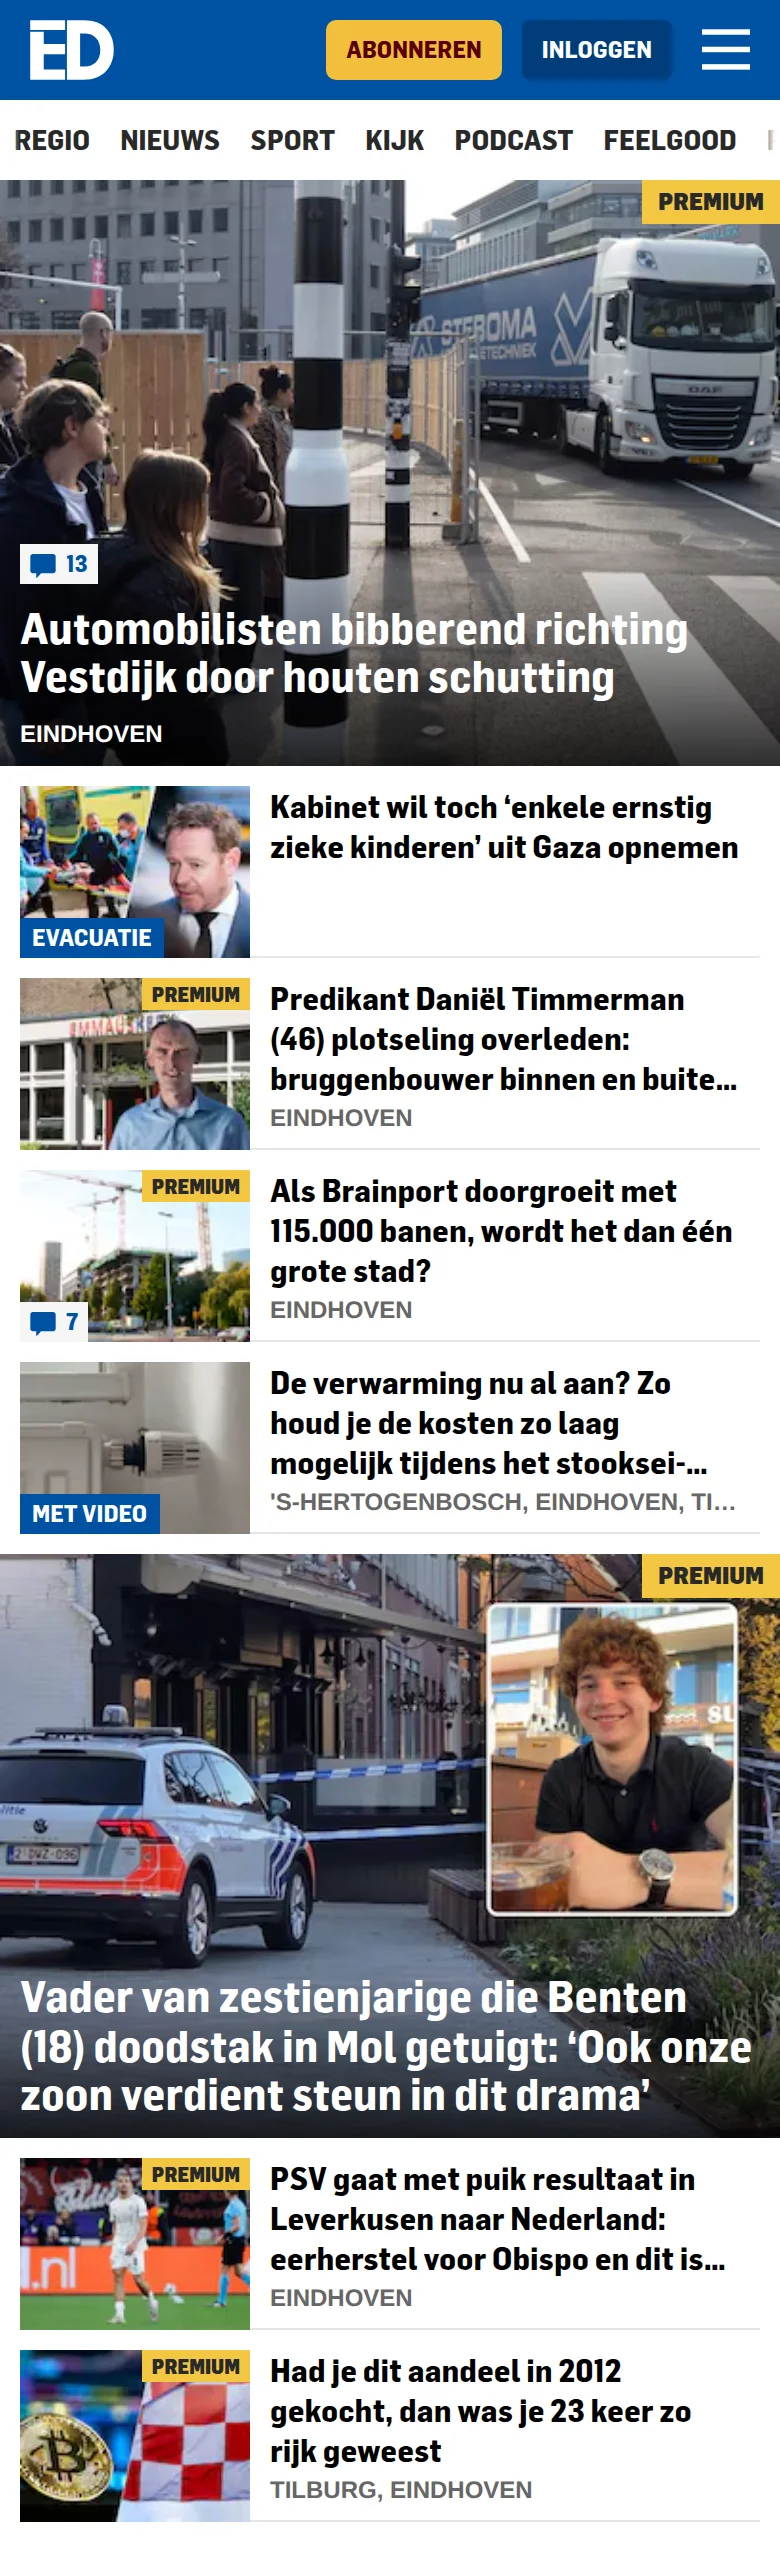 ED
ABONNEREN
INLOGGEN
REGIO NIEUWS SPORT KIJK PODCAST FEELGOOD
PREMIUM
STEBOMA
ETECHNIEK
DAF
13
Automobilisten bibberend richting
Vestdijk door houten schutting
EINDHOVEN
EVACUATIE
Kabinet wil toch ‘enkele ernstig
zieke kinderen’ uit Gaza opnemen
PREMIUM
Predikant Daniël Timmerman
(46) plotseling overleden:
bruggenbouwer binnen en buite...
EINDHOVEN
PREMIUM
7
Als Brainport doorgroeit met
115.000 banen, wordt het dan één
grote stad?
EINDHOVEN
MET VIDEO
De verwarming nu al aan? Zo
houd je de kosten zo laag
mogelijk tijdens het stooksei-...
'S-HERTOGENBOSCH, EINDHOVEN, TI...
PREMIUM
Vader van zestienjarige die Benten
(18) doodstak in Mol getuigt: ‘Ook onze
zoon verdient steun in dit drama’
PREMIUM
.nl
PSV gaat met puik resultaat in
Leverkusen naar Nederland:
eerherstel voor Obispo en dit is...
EINDHOVEN
PREMIUM
Had je dit aandeel in 2012
gekocht, dan was je 23 keer zo
rijk geweest
TILBURG, EINDHOVEN